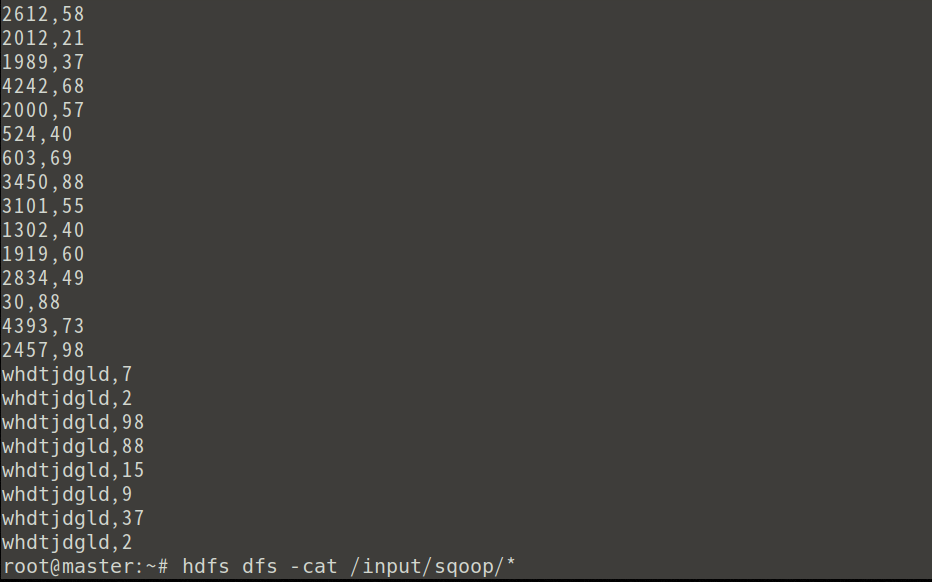 2612,58
2012,21
1989,37
4242,68
2000,57
524,40
603,69
3450,88
3101,55
1302,40
1919,60
2834,49
30,88
4393,73
2457,98
whdtjdgld,7
whdtjdgld,2
whdtjdgld,98
whdtjdgld,88
whdtjdgld,15
whdtjdgld,9
whdtjdgld,37
whdtjdgld,2
root@master:~# hdfs dfs -cat /input/sqoop/*